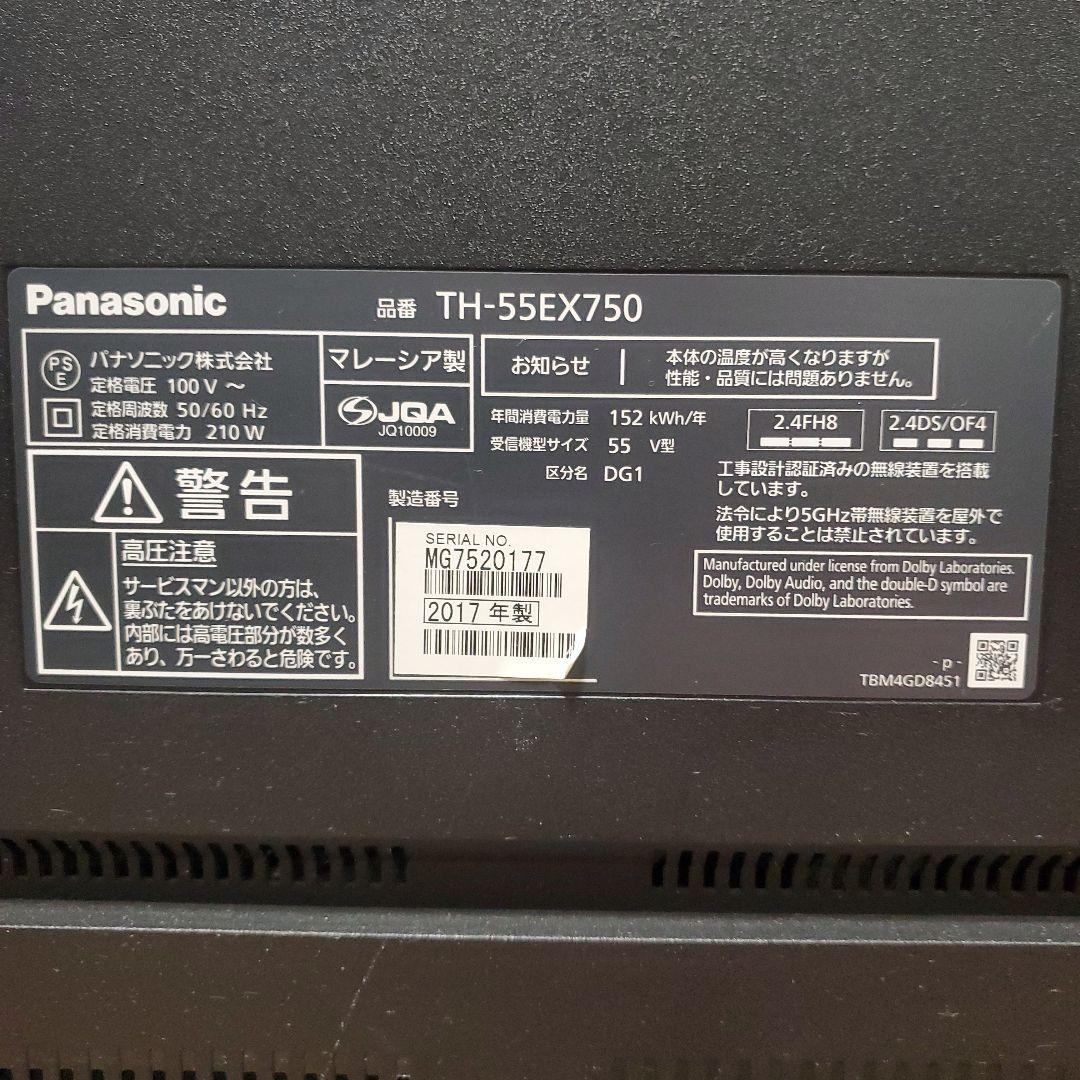 Panasonic
品番 TH-55EX750
PS
E
パナソニック株式会社
定格電圧 100 V ～
定格周波数 50/60 Hz
定格消費電力 210 W
マレーシア製
JQA
JQ10009
お知らせ
本体の温度が高くなりますが
性能・品質には問題ありません。
年間消費電力量 152 kWh/年
受信機型サイズ 55 V型
区分名 DG1
2.4FH8
2.4DS/OF4
工事設計認証済みの無線装置を搭載
しています。
法令により5GHz帯無線装置を屋外で
使用することは禁止されています。
警告
高圧注意
サービスマン以外の方は、
裏ぶたをあけないでください。
内部には高電圧部分が数多く
あり、万一さわると危険です。
製造番号
SERIAL NO.
MG7520177
2017 年製
Manufactured under license from Dolby Laboratories.
Dolby, Dolby Audio, and the double-D symbol are
trademarks of Dolby Laboratories.
- p -
TBM4GD8451